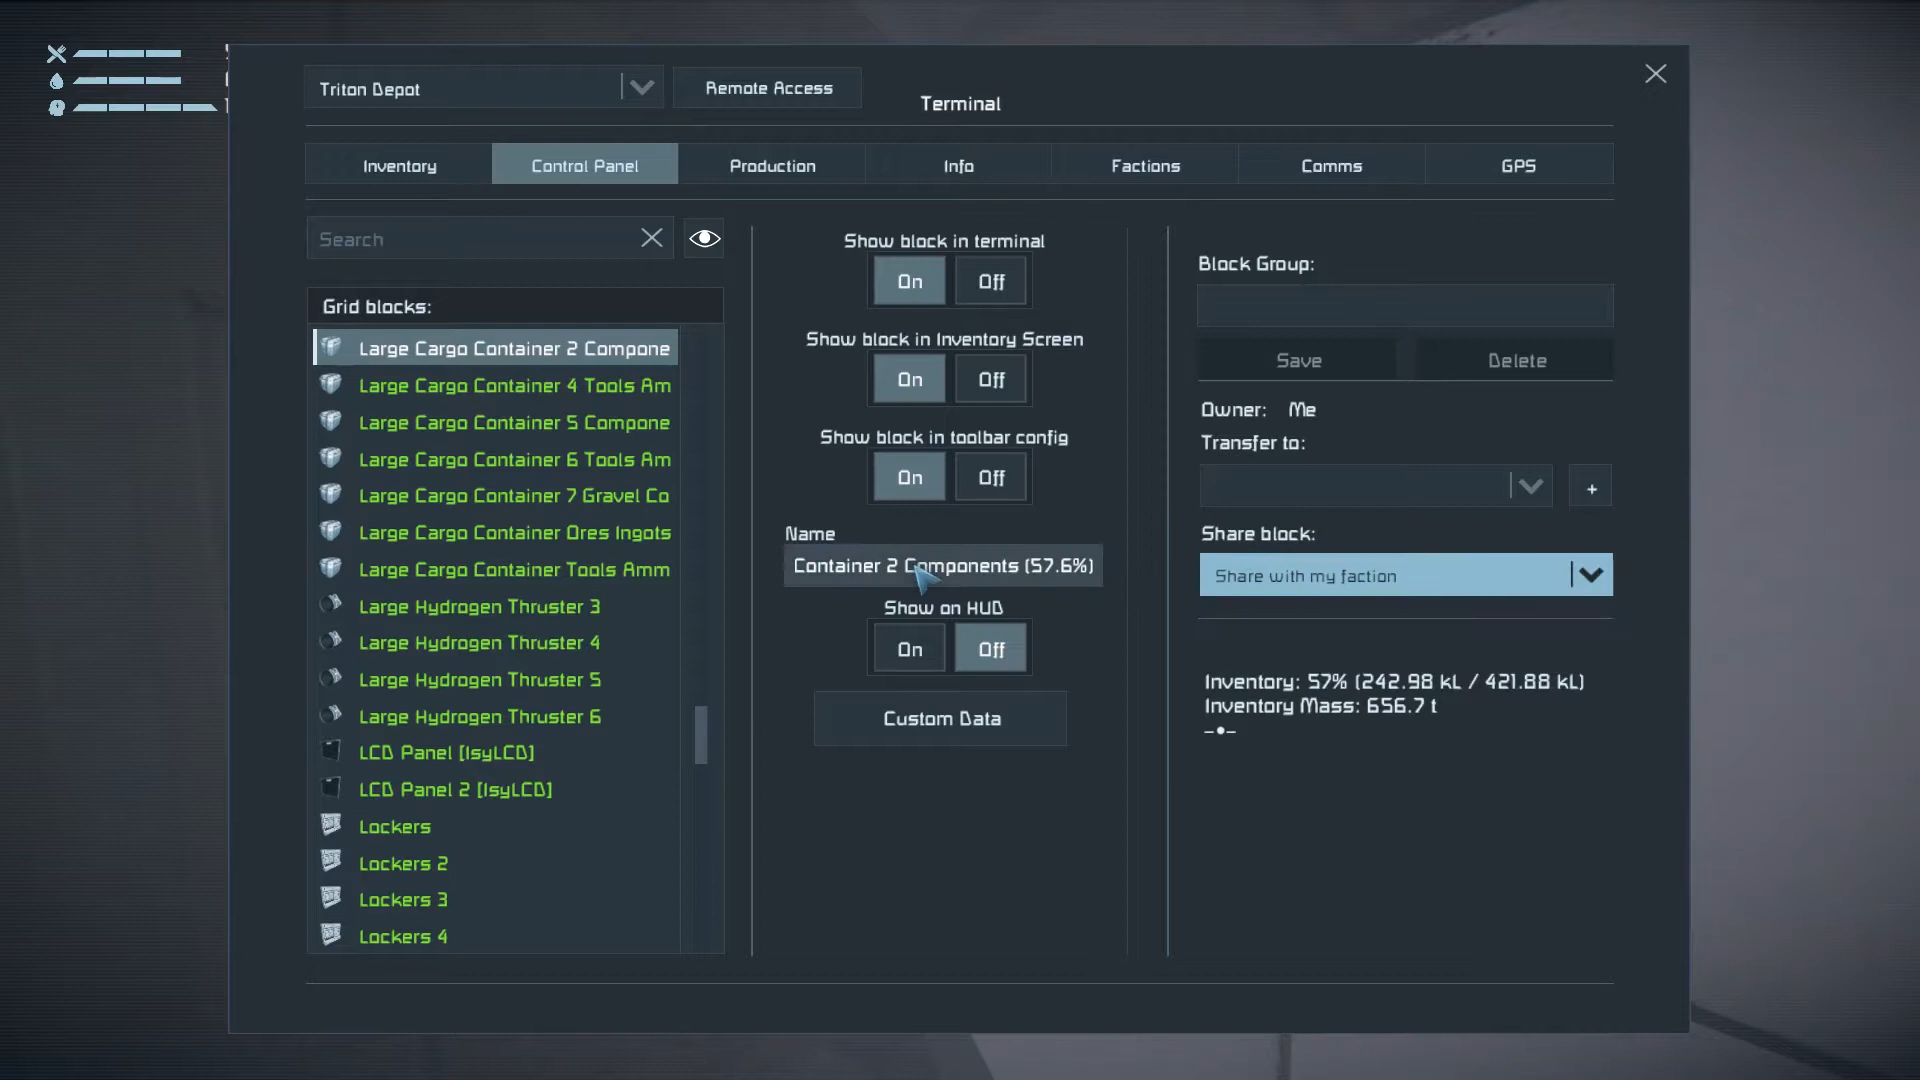 Triton Depot
Remote Access
Terminal
Inventory
Control Panel
Production
Info
Factions
Comms
GPS
Search
Grid blocks:
Large Cargo Container 2 Compone
Large Cargo Container 4 Tools Am
Large Cargo Container 5 Compone
Large Cargo Container 6 Tools Am
Large Cargo Container 7 Gravel Co
Large Cargo Container Ores Ingots
Large Cargo Container Tools Amm
Large Hydrogen Thruster 3
Large Hydrogen Thruster 4
Large Hydrogen Thruster 5
Large Hydrogen Thruster 6
LCD Panel [IsyLCD]
LCD Panel 2 [IsyLCD]
Lockers
Lockers 2
Lockers 3
Lockers 4
Show block in terminal
On Off
Show block in Inventory Screen
On Off
Show block in toolbar config
On Off
Name
Container 2 Components (57.6%)
Show on HUD
On Off
Custom Data
Block Group:
Save Delete
Owner: Me
Transfer to:
+
Share block:
Share with my faction
Inventory: 57% (242.98 kL / 421.88 kL)
Inventory Mass: 656.7 t
-•-